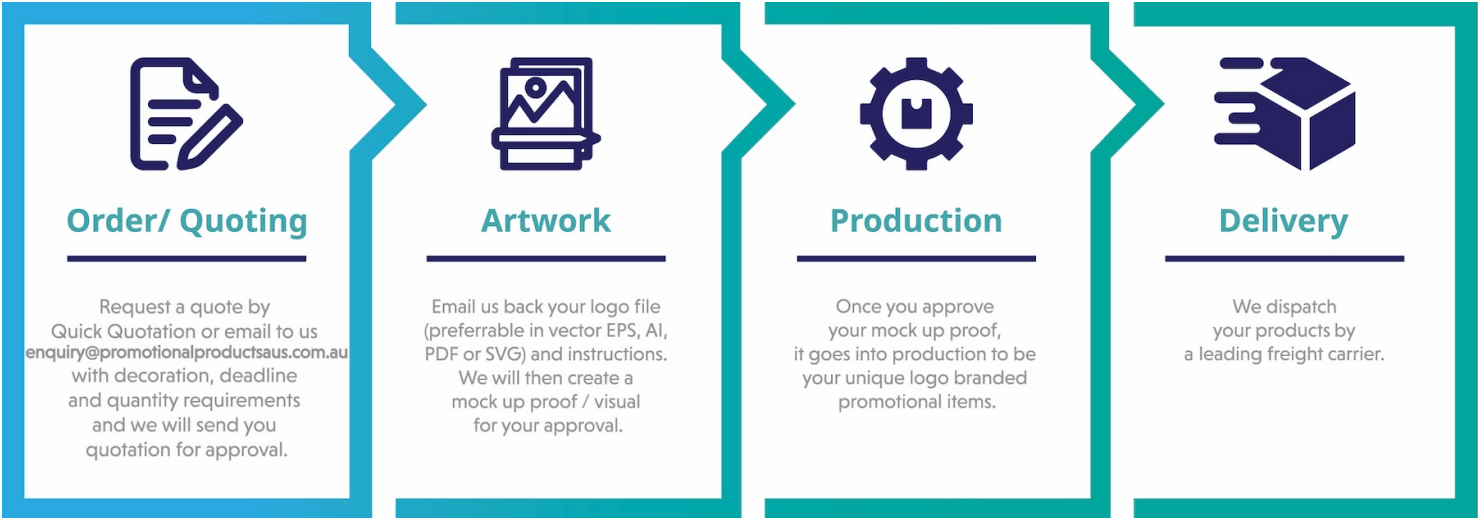 Order/ Quoting
Request a quote by
Quick Quotation or email to us
enquiry@promotionalproductsaus.com.au
with decoration, deadline
and quantity requirements
and we will send you
quotation for approval.
Artwork
Email us back your logo file
(preferrable in vector EPS, AI,
PDF or SVG) and instructions.
We will then create a
mock up proof / visual
for your approval.
Production
Once you approve
your mock up proof,
it goes into production to be
your unique logo branded
promotional items.
Delivery
We dispatch
your products by
a leading freight carrier.